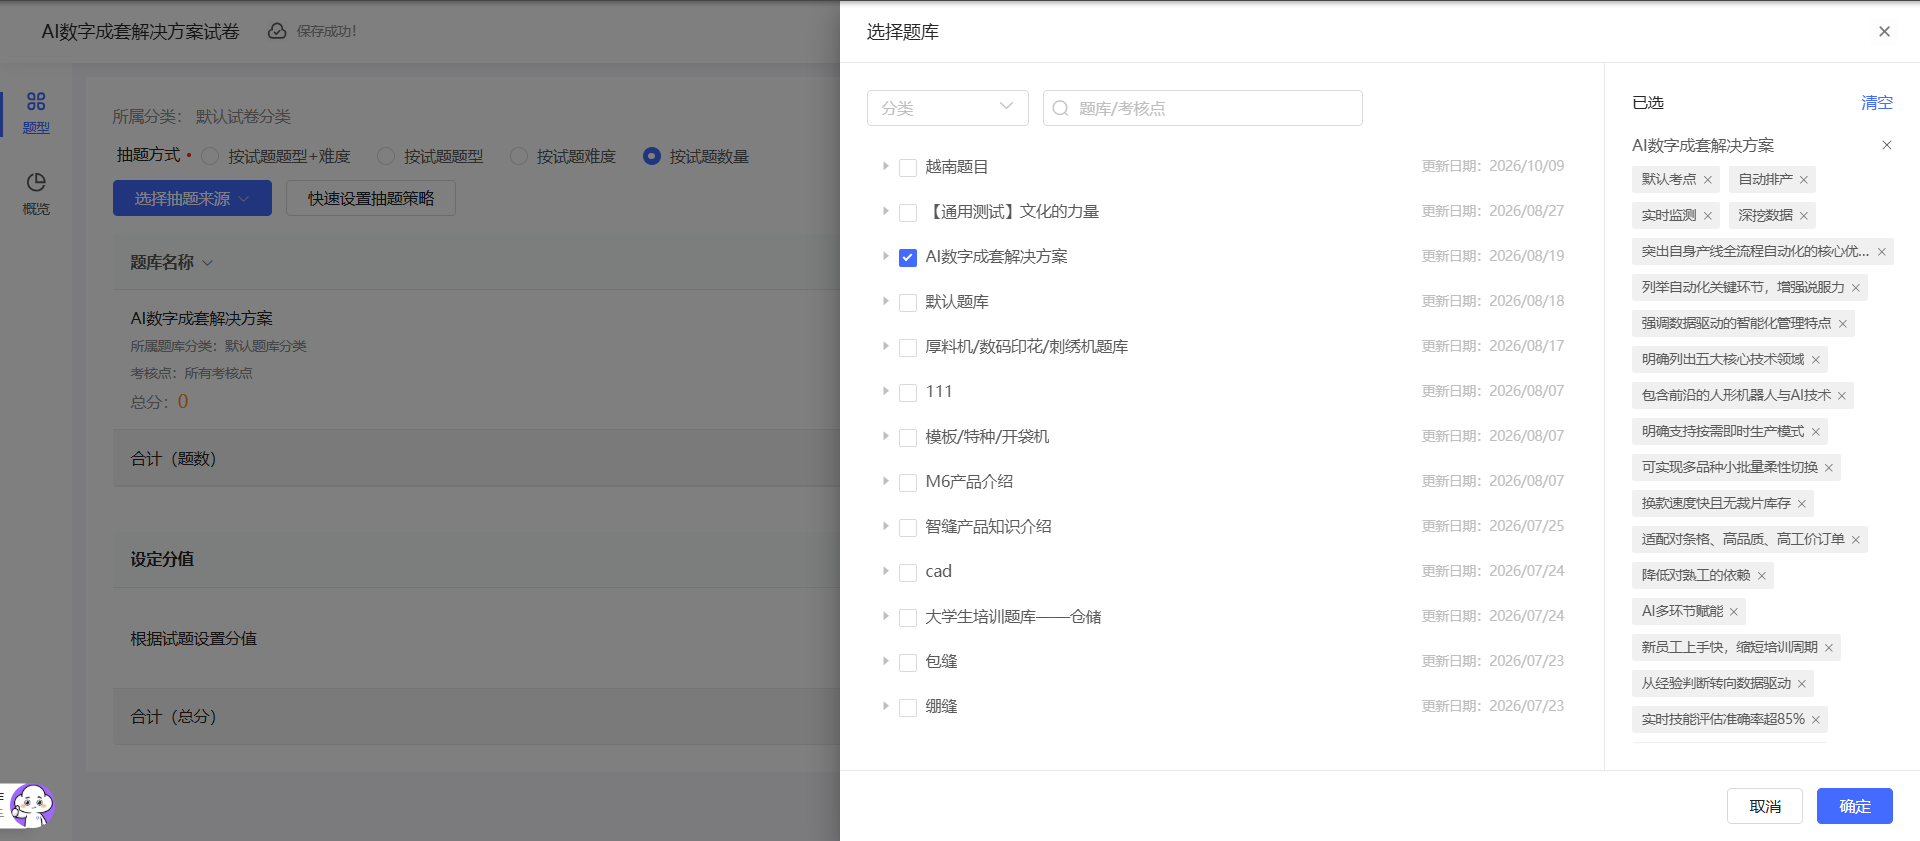 AI数字成套解决方案试卷 保存成功!
题型
概览
所属分类: 默认试卷分类
抽题方式 • 按试题题型+难度 按试题题型 按试题难度 按试题数量
选择抽题来源 快速设置抽题策略
题库名称
AI数字成套解决方案
所属题库分类: 默认题库分类
考核点: 所有考核点
总分: 0
合计（题数）
设定分值
根据试题设置分值
合计（总分）
选择题库
分类 题库/考核点
越南题目 更新日期: 2026/10/09
【通用测试】文化的力量 更新日期: 2026/08/27
AI数字成套解决方案 更新日期: 2026/08/19
默认题库 更新日期: 2026/08/18
厚料机/数码印花/刺绣机题库 更新日期: 2026/08/17
111 更新日期: 2026/08/07
模板/特种/开袋机 更新日期: 2026/08/07
M6产品介绍 更新日期: 2026/08/07
智缝产品知识介绍 更新日期: 2026/07/25
cad 更新日期: 2026/07/24
大学生培训题库——仓储 更新日期: 2026/07/24
包缝 更新日期: 2026/07/23
绷缝 更新日期: 2026/07/23
已选 清空
AI数字成套解决方案
默认考点 自动排产
实时监测 深挖数据
突出自身产线全流程自动化的核心优...
列举自动化关键环节，增强说服力
强调数据驱动的智能化管理特点
明确列出五大核心技术领域
包含前沿的人形机器人与AI技术
明确支持按需即时生产模式
可实现多品种小批量柔性切换
换款速度快且无裁片库存
适配对条格、高品质、高工价订单
降低对熟工的依赖
AI多环节赋能
新员工上手快，缩短培训周期
从经验判断转向数据驱动
实时技能评估准确率超85%
取消 确定